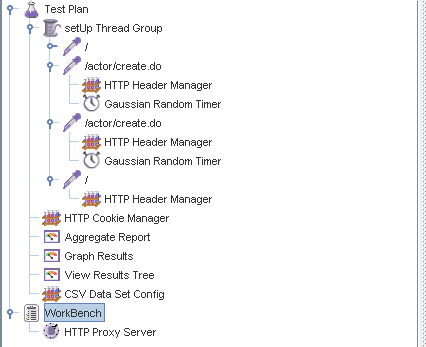 Test Plan
setUp Thread Group
/
/actor/create.do
HTTP Header Manager
Gaussian Random Timer
/actor/create.do
HTTP Header Manager
Gaussian Random Timer
/
HTTP Header Manager
HTTP Cookie Manager
Aggregate Report
Graph Results
View Results Tree
CSV Data Set Config
WorkBench
HTTP Proxy Server